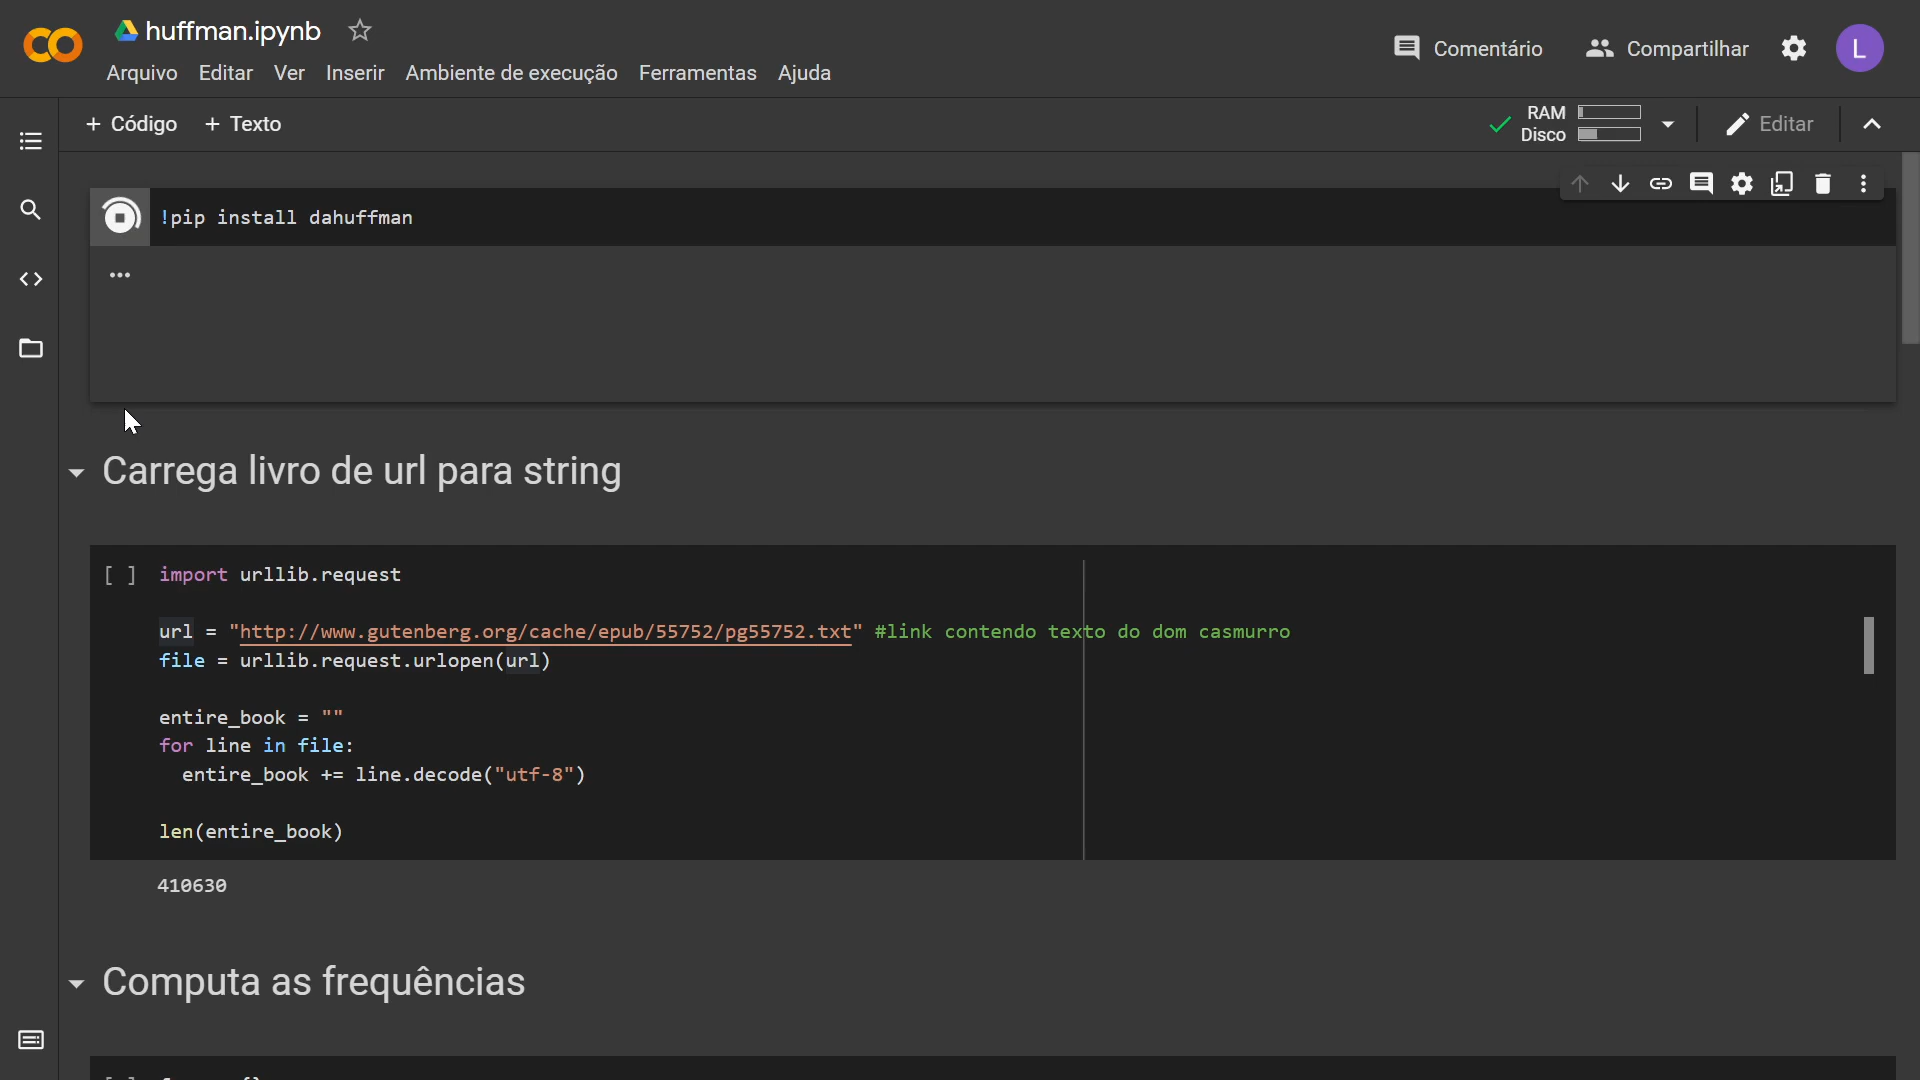 huffman.ipynb
Arquivo Editar Ver Inserir Ambiente de execução Ferramentas Ajuda
Comentário Compartilhar L
+ Código + Texto
RAM
Disco
Editar
!pip install dahuffman
Carrega livro de url para string
[ ] import urllib.request
url = "http://www.gutenberg.org/cache/epub/55752/pg55752.txt" #link contendo texto do dom casmurro
file = urllib.request.urlopen(url)
entire_book = ""
for line in file:
entire_book += line.decode("utf-8")
len(entire_book)
410630
Computa as frequências